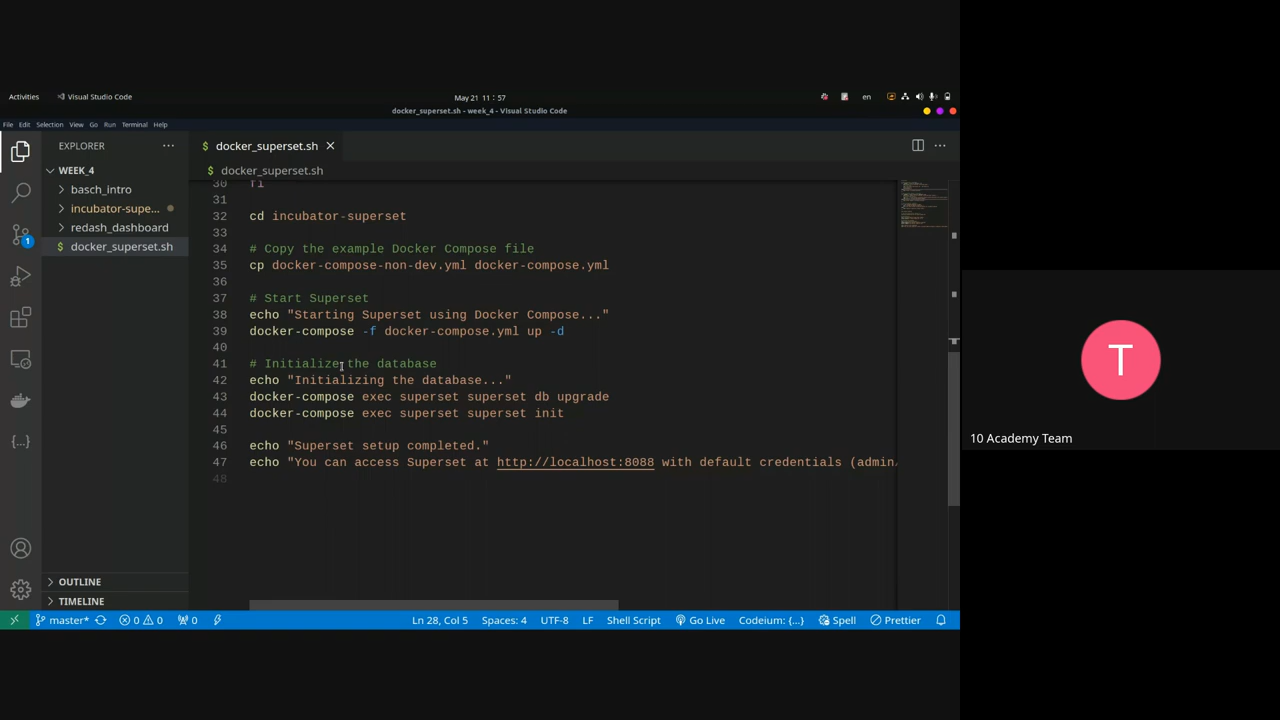 Activities Visual Studio Code May 21 11:57 en
docker_superset.sh - week_4 - Visual Studio Code
File Edit Selection View Go Run Terminal Help
EXPLORER
WEEK_4
basch_intro
incubator-supe...
redash_dashboard
docker_superset.sh
OUTLINE
TIMELINE
docker_superset.sh
docker_superset.sh
30 fi
31
32 cd incubator-superset
33
34 # Copy the example Docker Compose file
35 cp docker-compose-non-dev.yml docker-compose.yml
36
37 # Start Superset
38 echo "Starting Superset using Docker Compose..."
39 docker-compose -f docker-compose.yml up -d
40
41 # Initialize the database
42 echo "Initializing the database..."
43 docker-compose exec superset superset db upgrade
44 docker-compose exec superset superset init
45
46 echo "Superset setup completed."
47 echo "You can access Superset at http://localhost:8088 with default credentials (admin/
48
1
master* 0 0 0 Ln 28, Col 5 Spaces: 4 UTF-8 LF Shell Script Go Live Codeium: {...} Spell Prettier
T
10 Academy Team